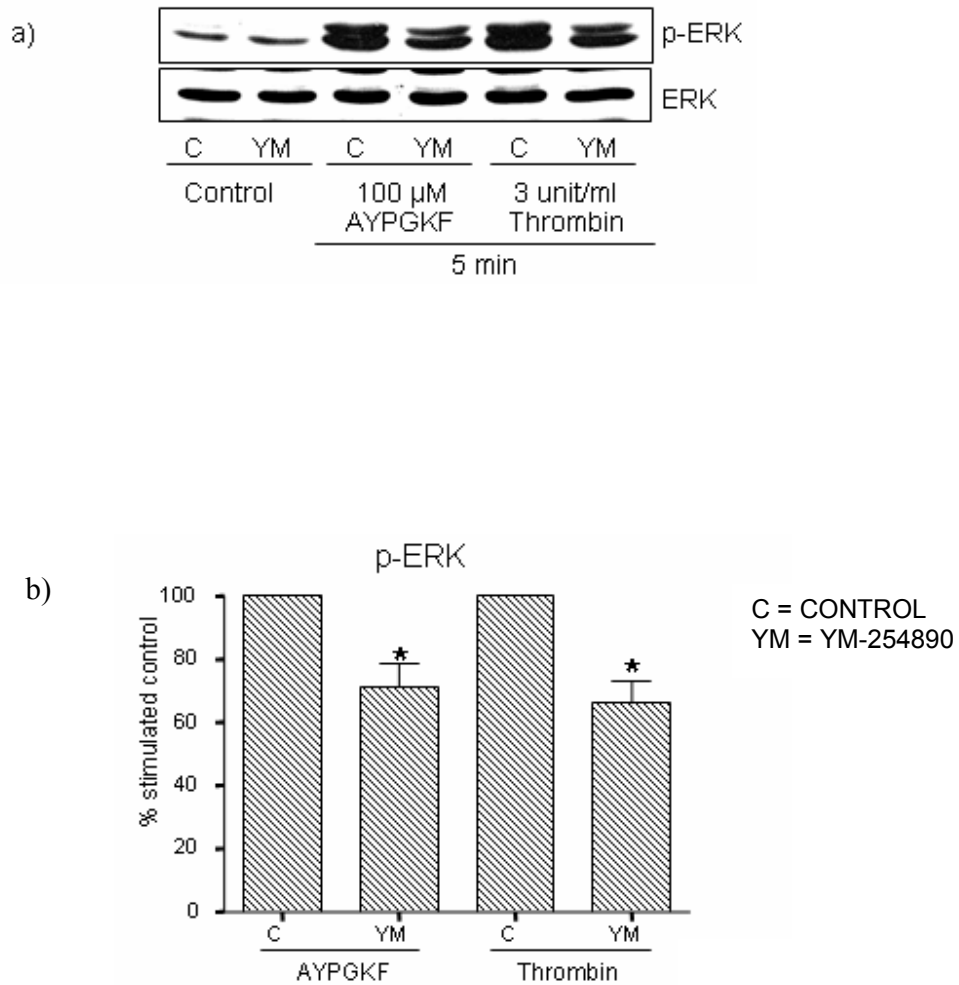 a)
p-ERK
ERK
C YM C YM C YM
Control
100 µM
AYPGKF
3 unit/ml
Thrombin
5 min
b)
p-ERK
C = CONTROL
YM = YM-254890
% stimulated control
100
80
60
40
20
0
* *
C YM C YM
AYPGKF Thrombin